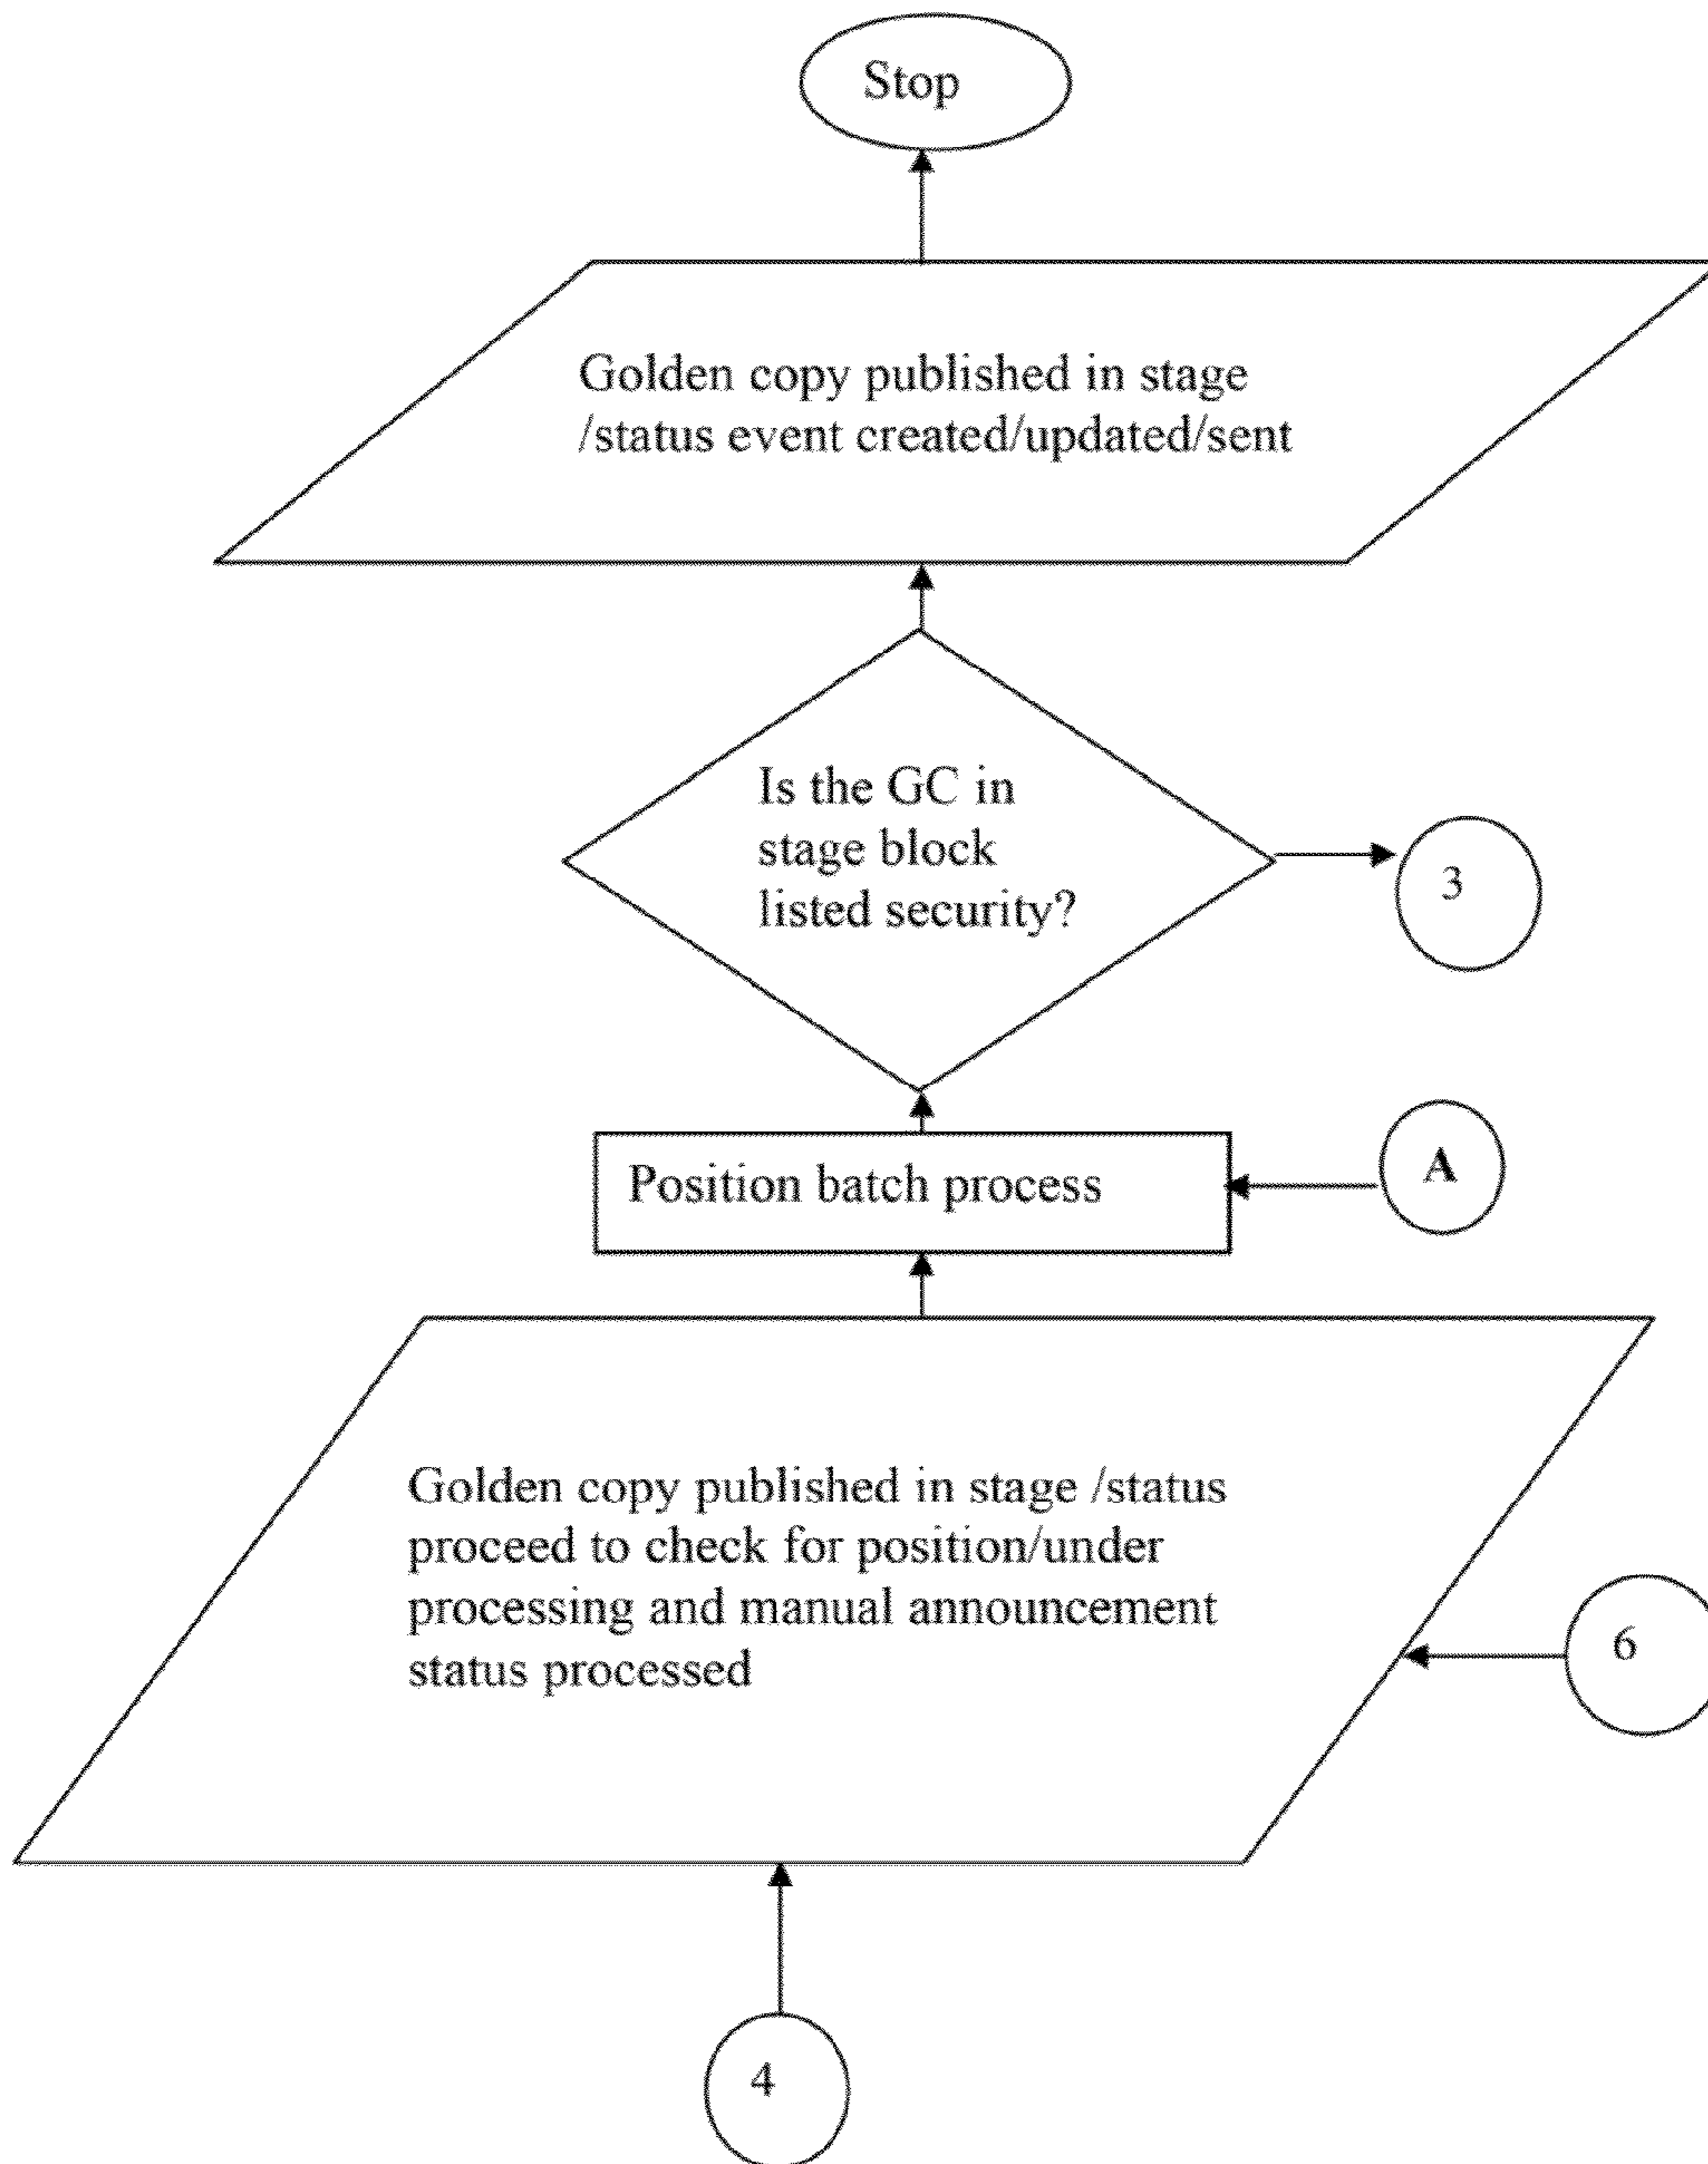 Stop
Golden copy published in stage
/status event created/updated/sent
Is the GC in
stage block
listed security?
3
Position batch process
A
Golden copy published in stage /status
proceed to check for position/under
processing and manual announcement
status processed
6
4